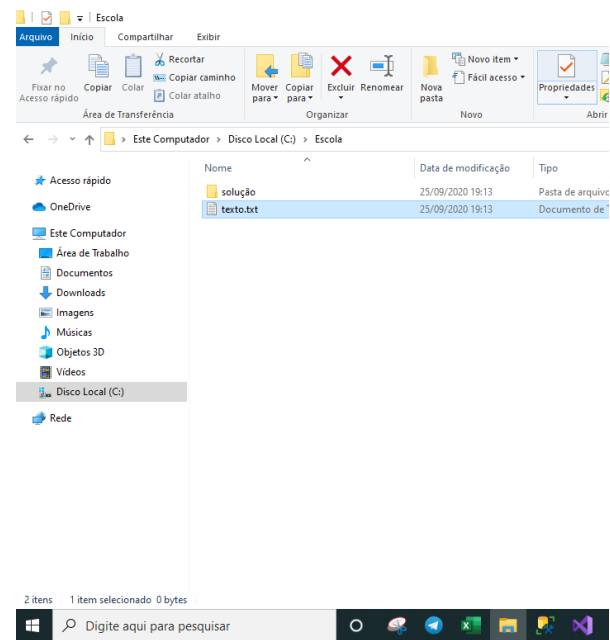 Escola
Arquivo Início Compartilhar Exibir
Fixar no Acesso rápido
Copiar
Colar
Recortar
Copiar caminho
Colar atalho
Mover para
Copiar para
Excluir
Renomear
Nova pasta
Novo item
Fácil acesso
Propriedades
Área de Transferência Organizar Novo Abrir
Este Computador > Disco Local (C:) > Escola
Nome Data de modificação Tipo
solução 25/09/2020 19:13 Pasta de arquivo
texto.txt 25/09/2020 19:13 Documento de
Acesso rápido
OneDrive
Este Computador
Área de Trabalho
Documentos
Downloads
Imagens
Músicas
Objetos 3D
Vídeos
Disco Local (C:)
Rede
2 itens 1 item selecionado 0 bytes
Digite aqui para pesquisar